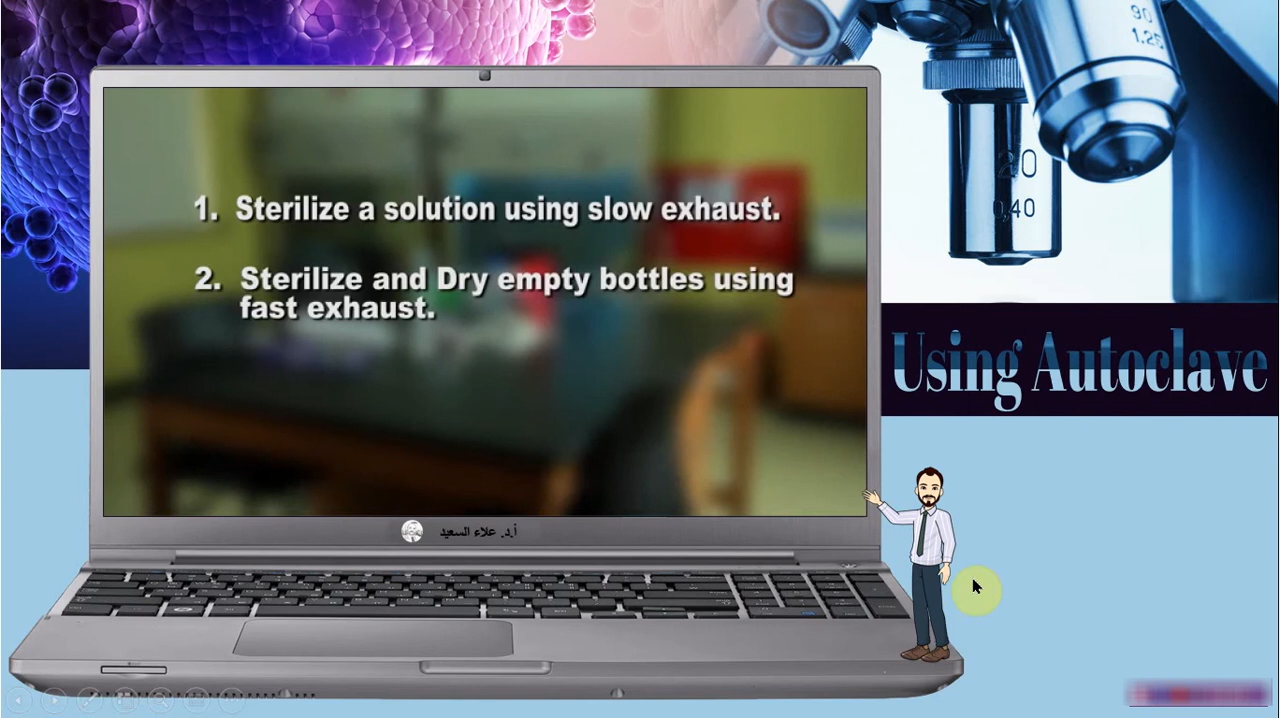 90
1.25
20
0.40
1. Sterilize a solution using slow exhaust.
2. Sterilize and Dry empty bottles using
fast exhaust.
Using Autoclave
أ.د. علاء السعيد